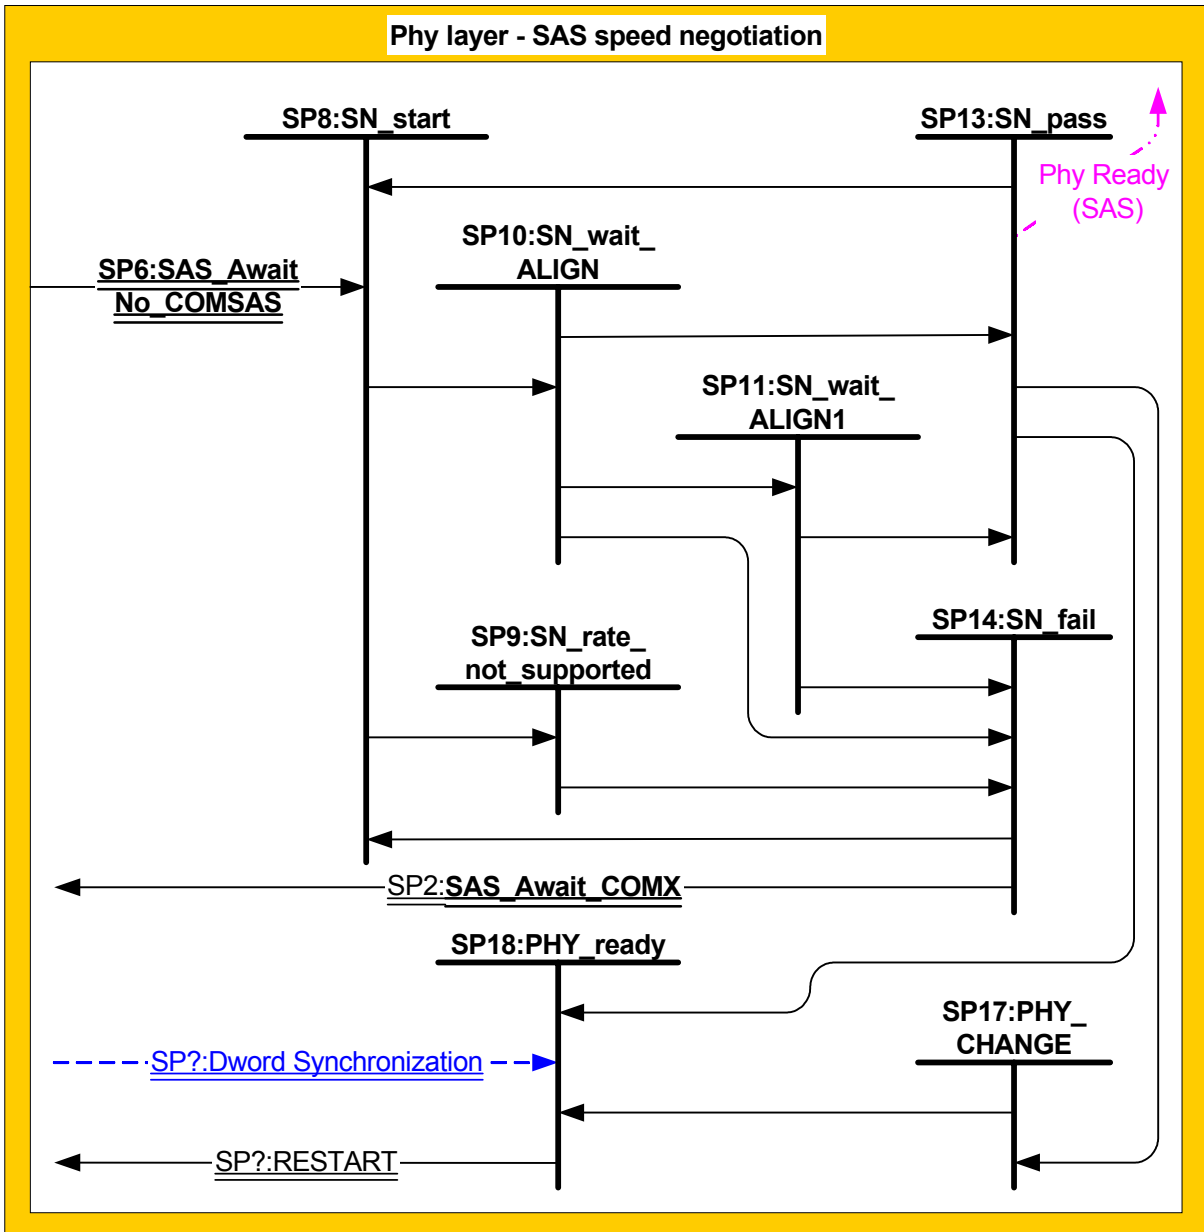 Phy layer - SAS speed negotiation
SP8:SN_start
SP13:SN_pass
Phy Ready
(SAS)
SP10:SN_wait_
ALIGN
SP6:SAS_Await
No_COMSAS
SP11:SN_wait_
ALIGN1
SP14:SN_fail
SP9:SN_rate_
not_supported
SP2:SAS_Await_COMX
SP18:PHY_ready
SP17:PHY_
CHANGE
SP?:Dword Synchronization
SP?:RESTART